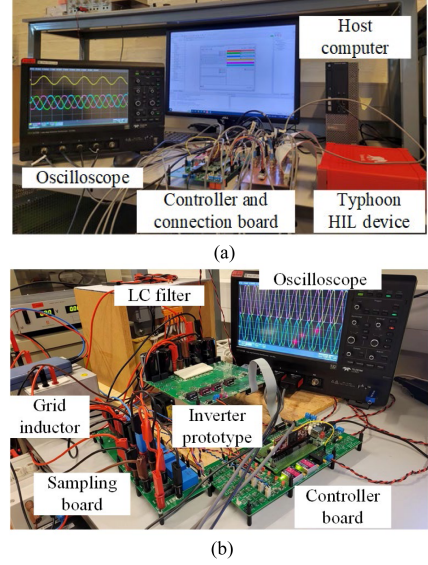 Host
computer
Oscilloscope
Controller and
connection board
Typhoon
HIL device
(a)
Oscilloscope
LC filter
Grid
inductor
Inverter
prototype
Sampling
board
Controller
board
(b)